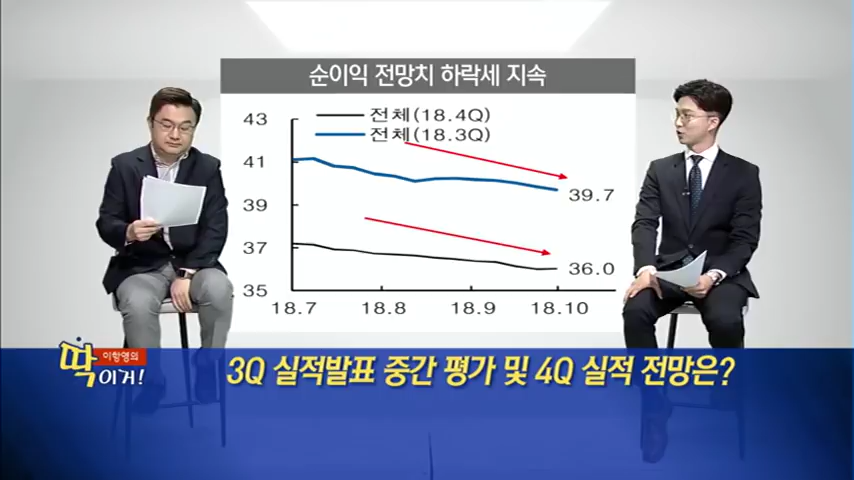 순이익 전망치 하락세 지속
43
41
39
37
35
전체(18.4Q)
전체(18.3Q)
39.7
36.0
18.7 18.8 18.9 18.10
딱 이항영의
이거!
3Q 실적발표 중간 평가 및 4Q 실적 전망은?